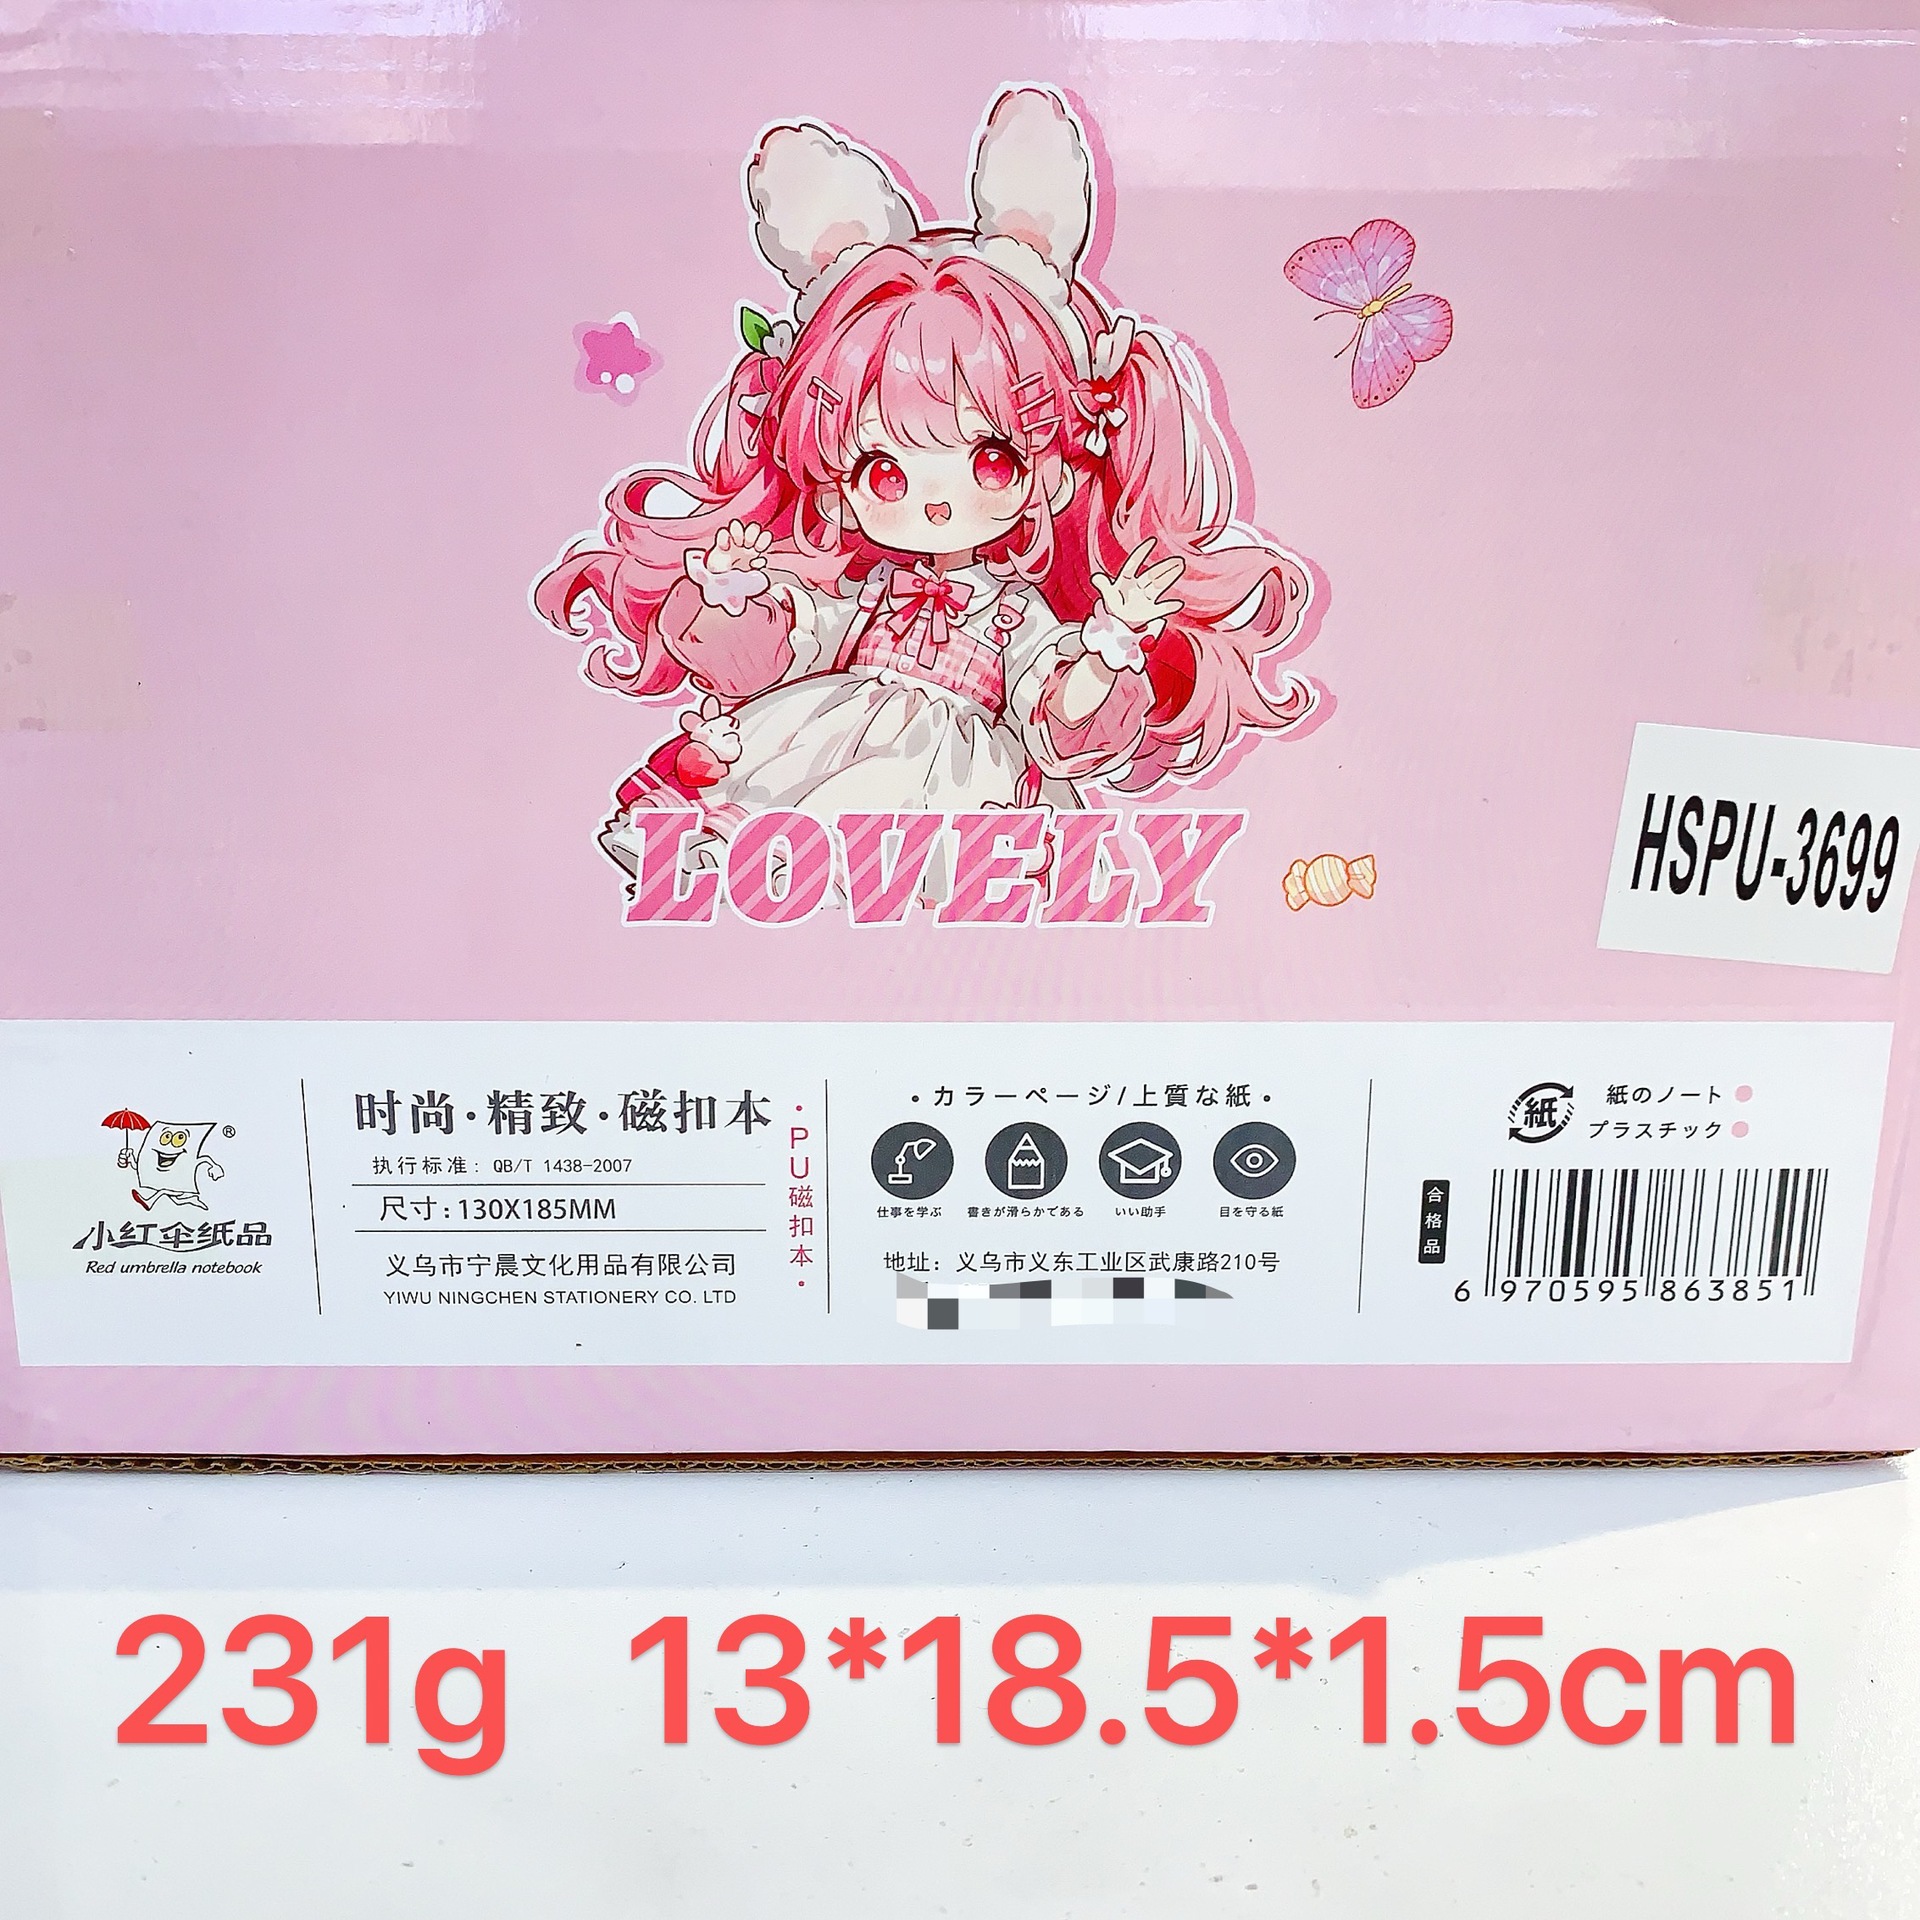 LOVELY
HSPU-3699
®
小红伞纸品
Red umbrella notebook
时尚·精致·磁扣本
执行标准: QB/T 1438-2007
尺寸:130X185MM
义乌市宁晨文化用品有限公司
YIWU NINGCHEN STATIONERY CO. LTD
·PU磁扣本·
·カラーページ/上質な紙·
仕事を学ぶ
書きが滑らかである
いい助手
目を守る紙
地址: 义乌市义东工业区武康路210号
紙
紙のノート
プラスチック
合格品
6 970595 863851
231g 13*18.5*1.5cm